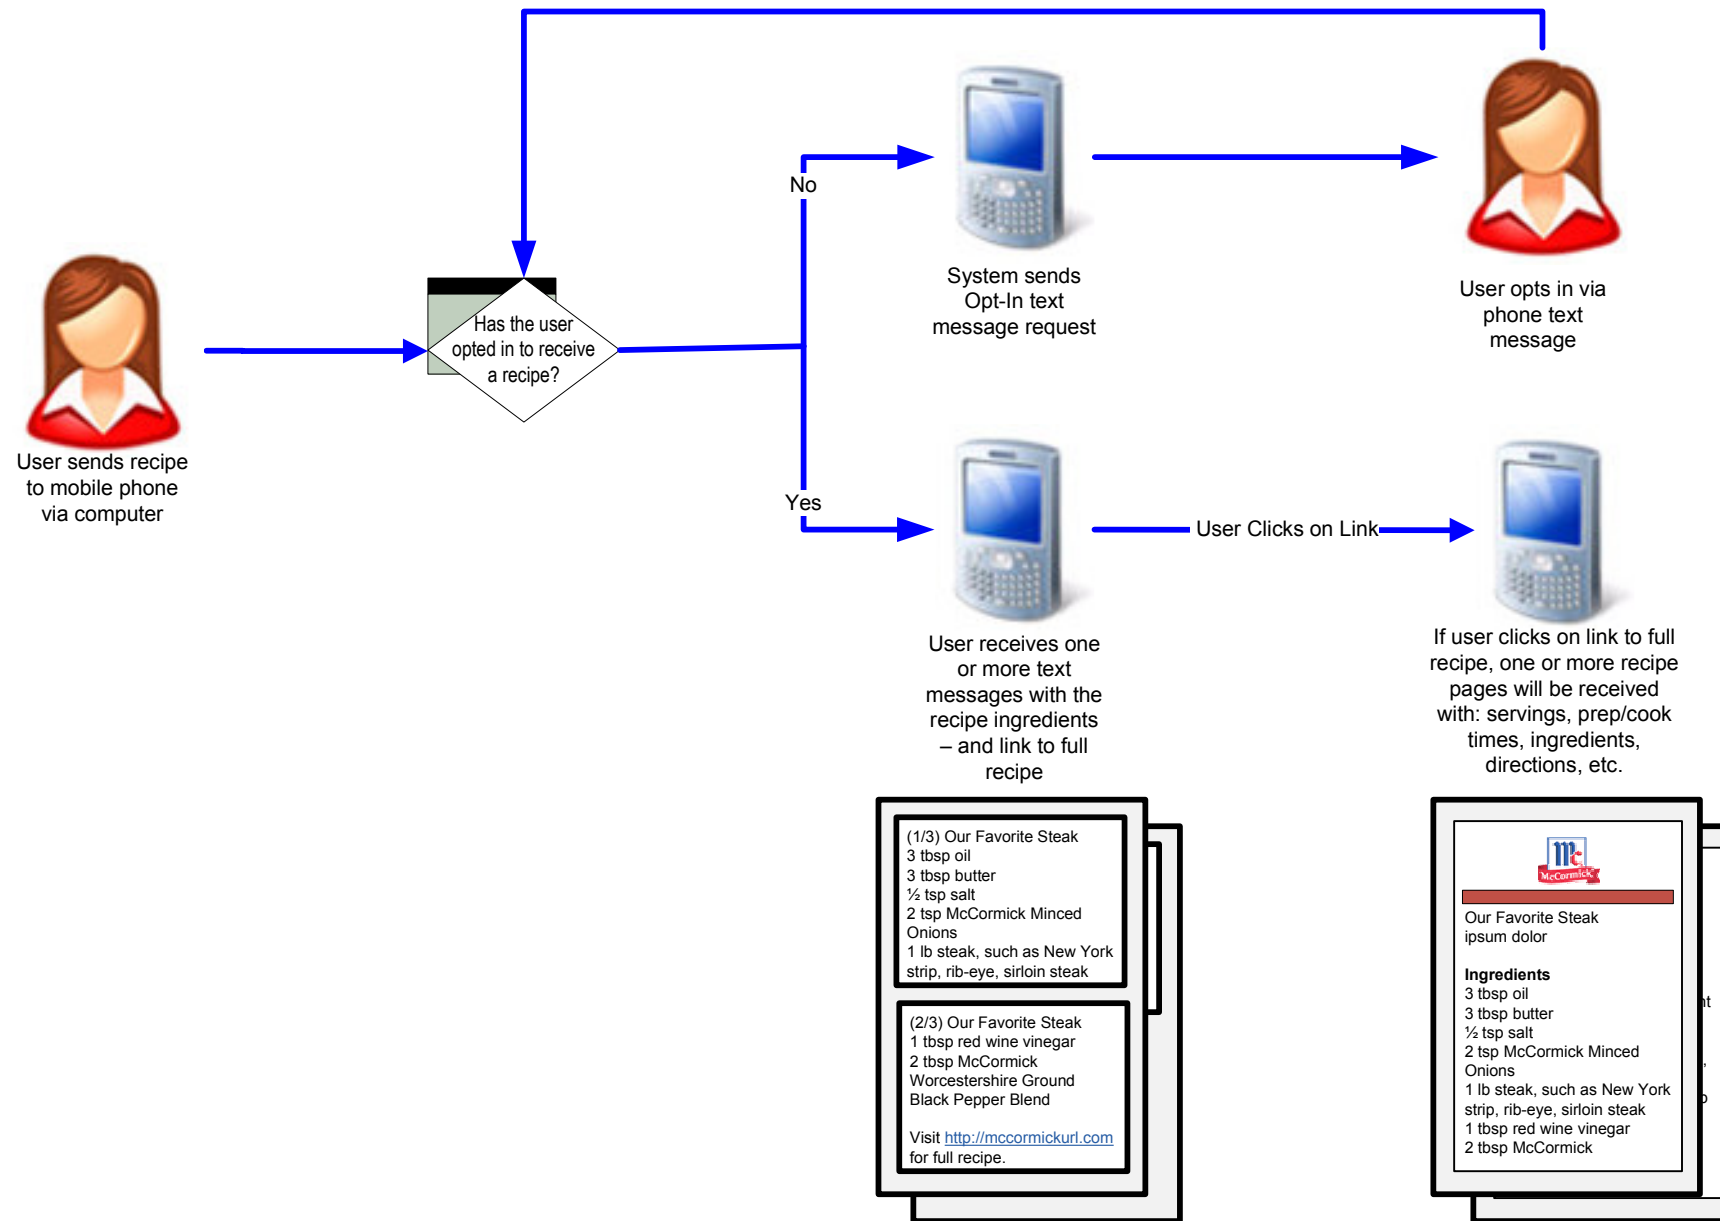 No
System sends
Opt-In text
message request
User opts in via
phone text
message
Has the user
opted in to receive
a recipe?
User sends recipe
to mobile phone
via computer
Yes
User Clicks on Link
User receives one
or more text
messages with the
recipe ingredients
– and link to full
recipe
If user clicks on link to full
recipe, one or more recipe
pages will be received
with: servings, prep/cook
times, ingredients,
directions, etc.
(1/3) Our Favorite Steak
3 tbsp oil
3 tbsp butter
½ tsp salt
2 tsp McCormick Minced
Onions
1 lb steak, such as New York
strip, rib-eye, sirloin steak
(2/3) Our Favorite Steak
1 tbsp red wine vinegar
2 tbsp McCormick
Worcestershire Ground
Black Pepper Blend
Visit http://mccormickurl.com
for full recipe.
Mc
McCormick
Our Favorite Steak
ipsum dolor
Ingredients
3 tbsp oil
3 tbsp butter
½ tsp salt
2 tsp McCormick Minced
Onions
1 lb steak, such as New York
strip, rib-eye, sirloin steak
1 tbsp red wine vinegar
2 tbsp McCormick